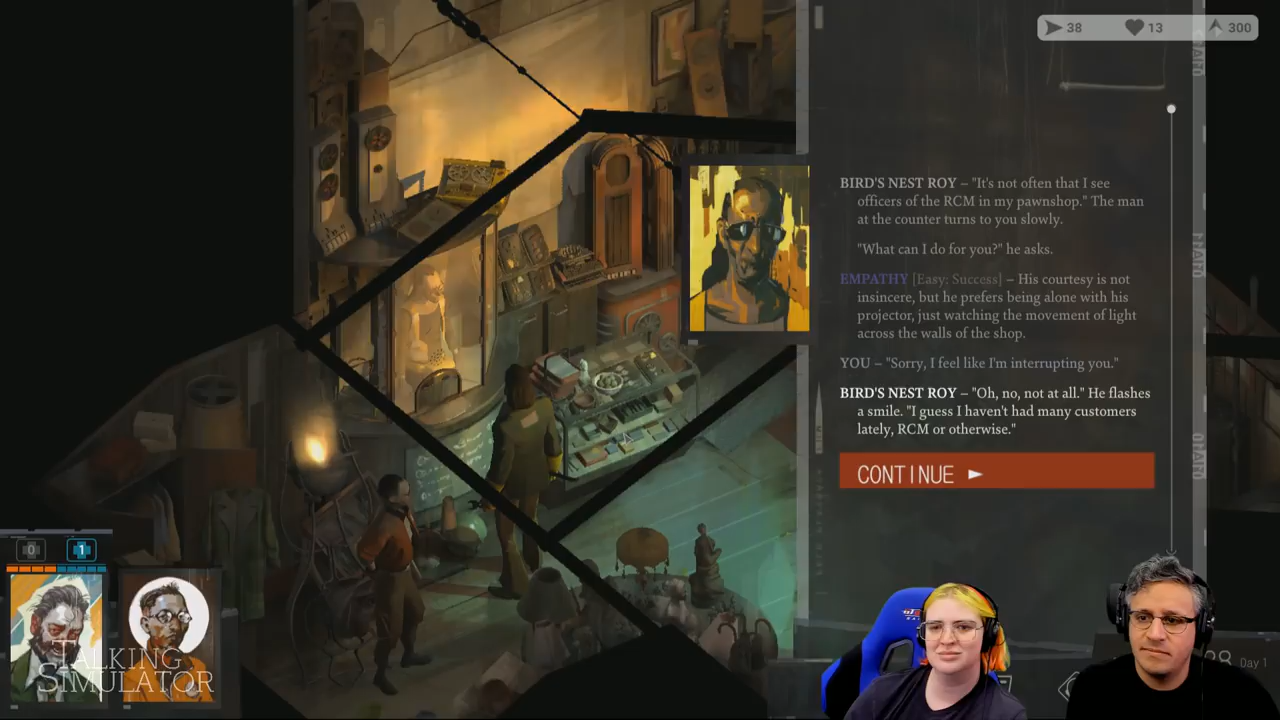 38 13 300
BIRD'S NEST ROY – "It's not often that I see
officers of the RCM in my pawnshop." The man
at the counter turns to you slowly.
"What can I do for you?" he asks.
EMPATHY [Easy: Success] – His courtesy is not
insincere, but he prefers being alone with his
projector, just watching the movement of light
across the walls of the shop.
YOU – "Sorry, I feel like I'm interrupting you."
BIRD'S NEST ROY – "Oh, no, not at all." He flashes
a smile. "I guess I haven't had many customers
lately, RCM or otherwise."
CONTINUE
0 1
TALKING
SIMULATOR
Day 1